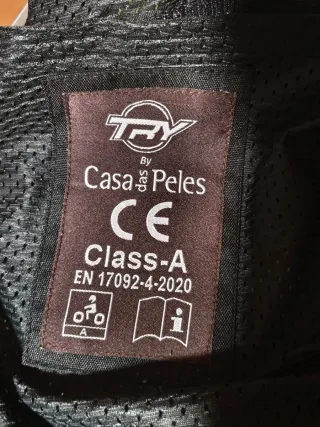 TRY
By
Casa das Peles
CE
Class-A
EN 17092-4-2020
A
i